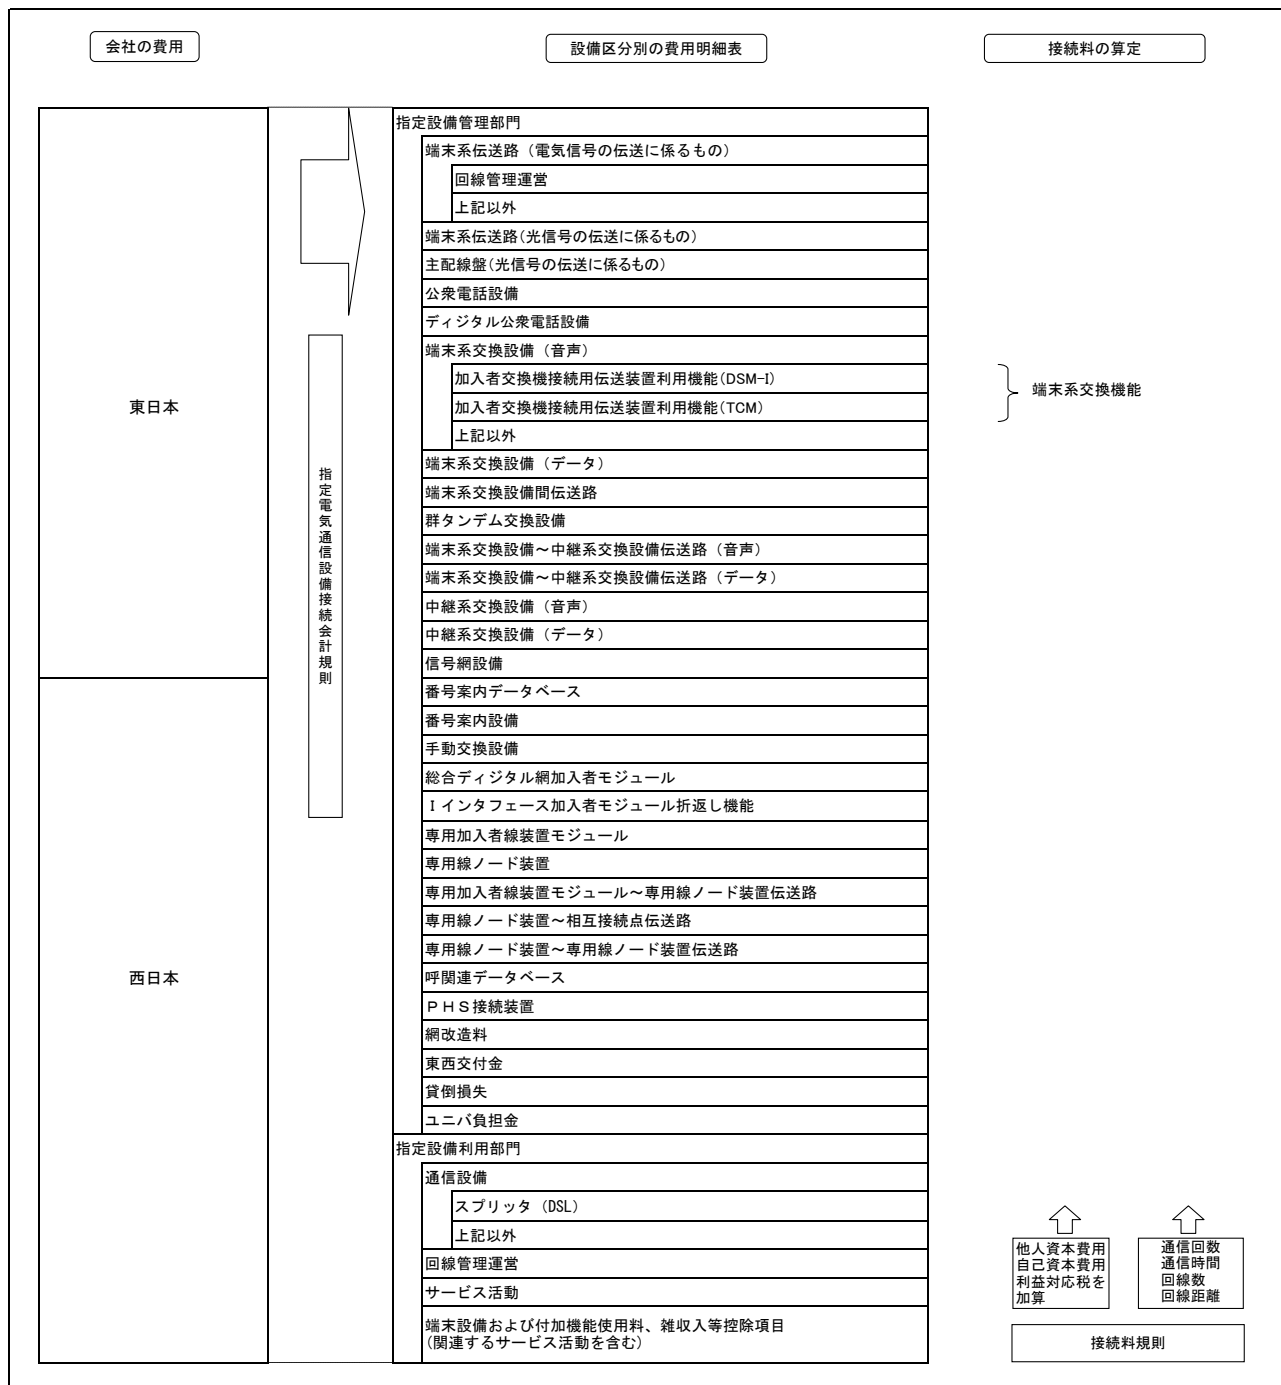 会社の費用
設備区分別の費用明細表
接続料の算定
東日本
西日本
指定電気通信設備接続会計規則
指定設備管理部門
端末系伝送路（電気信号の伝送に係るもの）
回線管理運営
上記以外
端末系伝送路(光信号の伝送に係るもの)
主配線盤(光信号の伝送に係るもの)
公衆電話設備
ディジタル公衆電話設備
端末系交換設備（音声）
加入者交換機接続用伝送装置利用機能(DSM-I)
加入者交換機接続用伝送装置利用機能(TCM)
上記以外
端末系交換設備（データ）
端末系交換設備間伝送路
群タンデム交換設備
端末系交換設備～中継系交換設備伝送路（音声）
端末系交換設備～中継系交換設備伝送路（データ）
中継系交換設備（音声）
中継系交換設備（データ）
信号網設備
番号案内データベース
番号案内設備
手動交換設備
総合ディジタル網加入者モジュール
Ｉインタフェース加入者モジュール折返し機能
専用加入者線装置モジュール
専用線ノード装置
専用加入者線装置モジュール～専用線ノード装置伝送路
専用線ノード装置～相互接続点伝送路
専用線ノード装置～専用線ノード装置伝送路
呼関連データベース
ＰＨＳ接続装置
網改造料
東西交付金
貸倒損失
ユニバ負担金
指定設備利用部門
通信設備
スプリッタ（DSL）
上記以外
回線管理運営
サービス活動
端末設備および付加機能使用料、雑収入等控除項目
(関連するサービス活動を含む)
端末系交換機能
他人資本費用
自己資本費用
利益対応税を
加算
通信回数
通信時間
回線数
回線距離
接続料規則